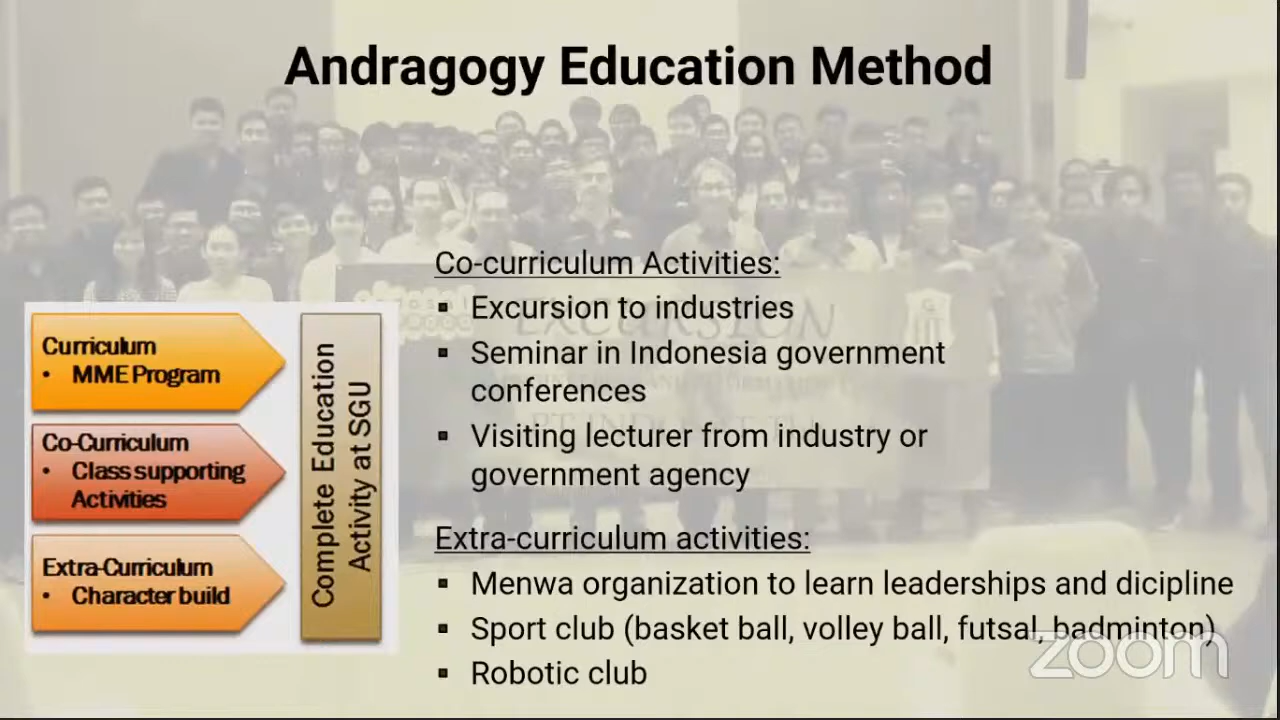 Andragogy Education Method
Curriculum
• MME Program
Co-Curriculum
• Class supporting
Activities
Extra-Curriculum
• Character build
Complete Education
Activity at SGU
Co-curriculum Activities:
▪ Excursion to industries
▪ Seminar in Indonesia government
conferences
▪ Visiting lecturer from industry or
government agency
Extra-curriculum activities:
▪ Menwa organization to learn leaderships and dicipline
▪ Sport club (basket ball, volley ball, futsal, badminton)
▪ Robotic club
EXCURSION
zoom